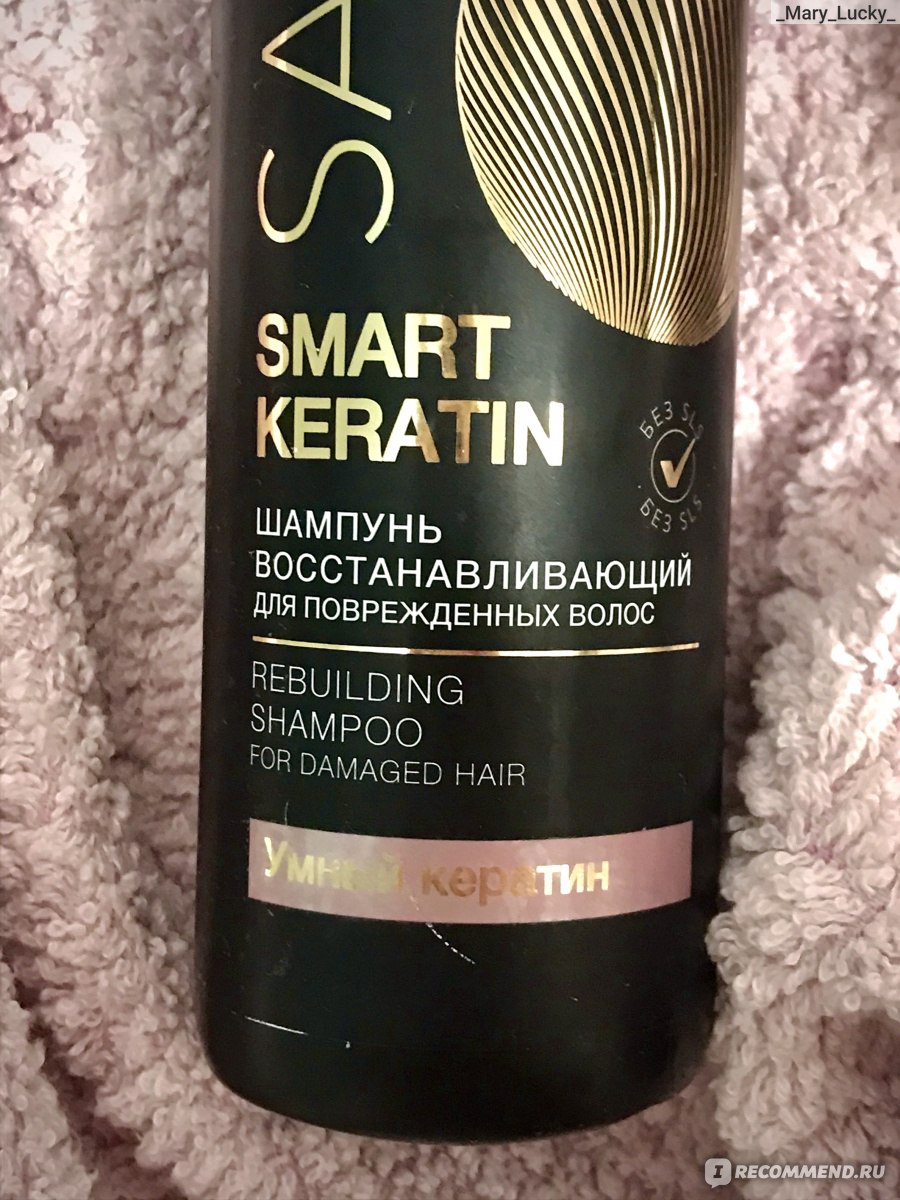 _Mary_Lucky_
SA
SMART
KERATIN
БЕЗ SLS
БЕЗ SLS
ШАМПУНЬ
ВОССТАНАВЛИВАЮЩИЙ
ДЛЯ ПОВРЕЖДЕННЫХ ВОЛОС
REBUILDING
SHAMPOO
FOR DAMAGED HAIR
Умный кератин
IRECOMMEND.RU